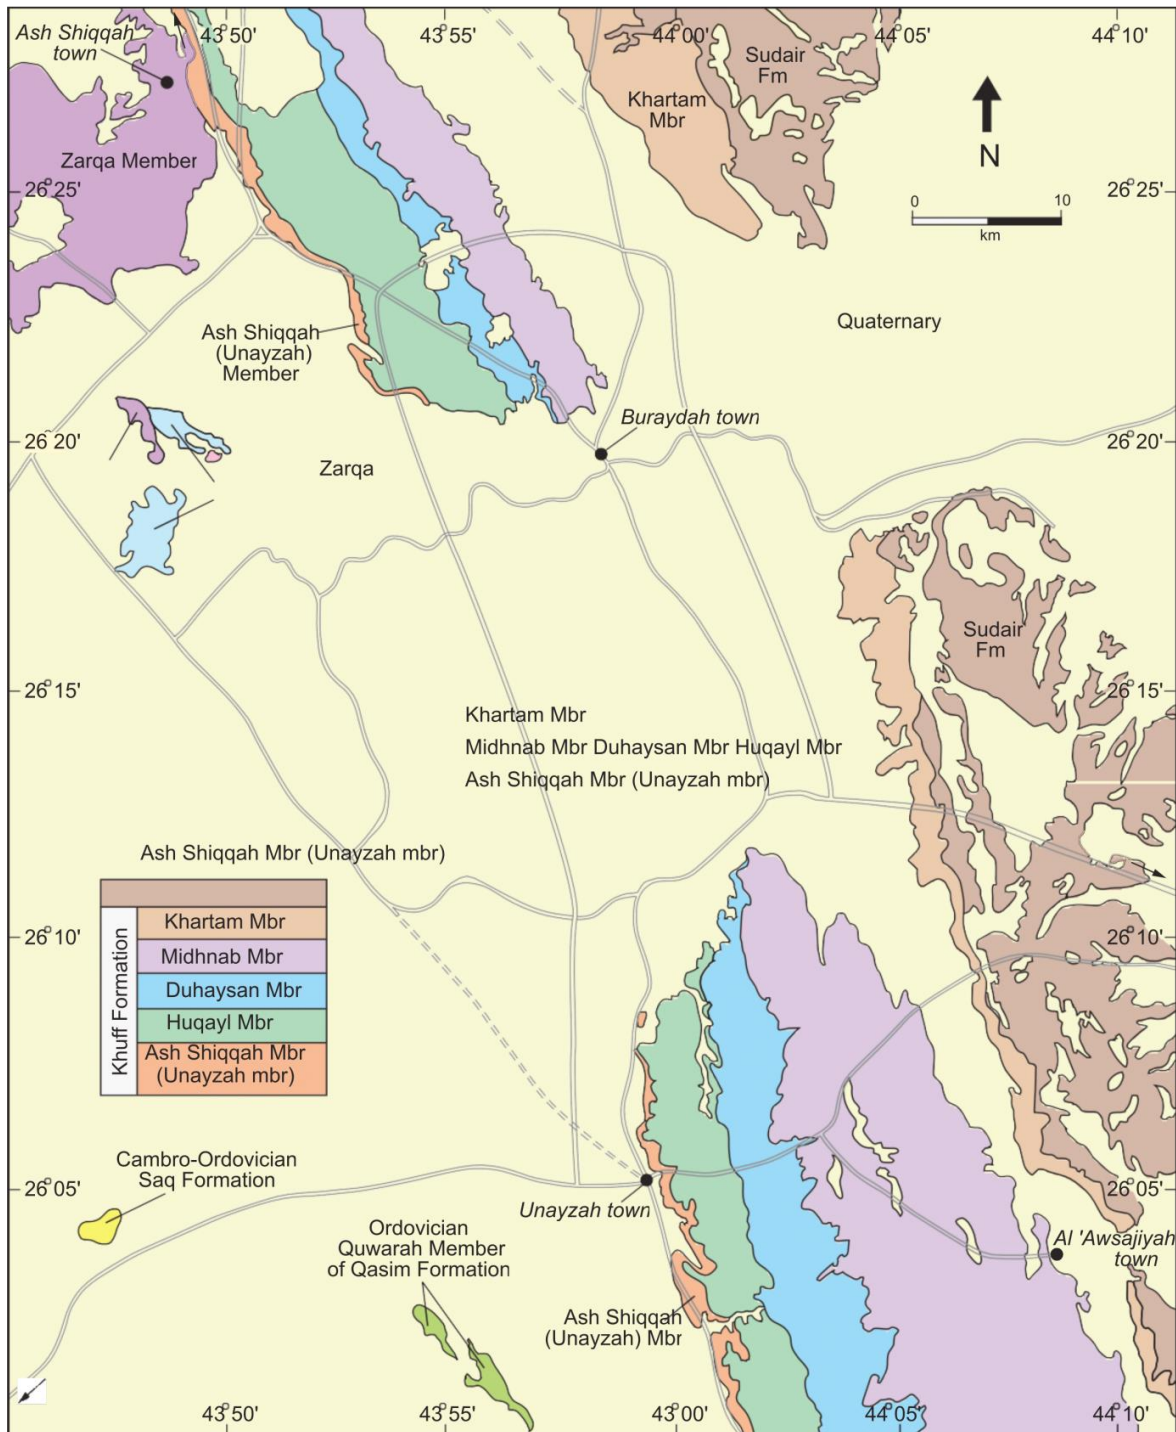 Ash Shiqqah
town
43°50'
43°55'
44°00'
44°05'
44°10'
Sudair
Fm
Khartam
Mbr
N
Zarqa Member
26°25'
26°25'
0
10
km
Ash Shiqqah
(Unayzah)
Member
Quaternary
Buraydah town
26°20'
26°20'
Zarqa
Sudair
Fm
26°15'
26°15'
Khartam Mbr
Midhnab Mbr Duhaysan Mbr Huqayl Mbr
Ash Shiqqah Mbr (Unayzah mbr)
Ash Shiqqah Mbr (Unayzah mbr)
Khuff Formation
Khartam Mbr
Midhnab Mbr
Duhaysan Mbr
Huqayl Mbr
Ash Shiqqah Mbr
(Unayzah mbr)
26°10'
26°10'
Cambro-Ordovician
Saq Formation
26°05'
26°05'
Unayzah town
Ordovician
Quwarah Member
of Qasim Formation
Al 'Awsajiyah
town
Ash Shiqqah
(Unayzah) Mbr
43°50'
43°55'
43°00'
44°05'
44°10'